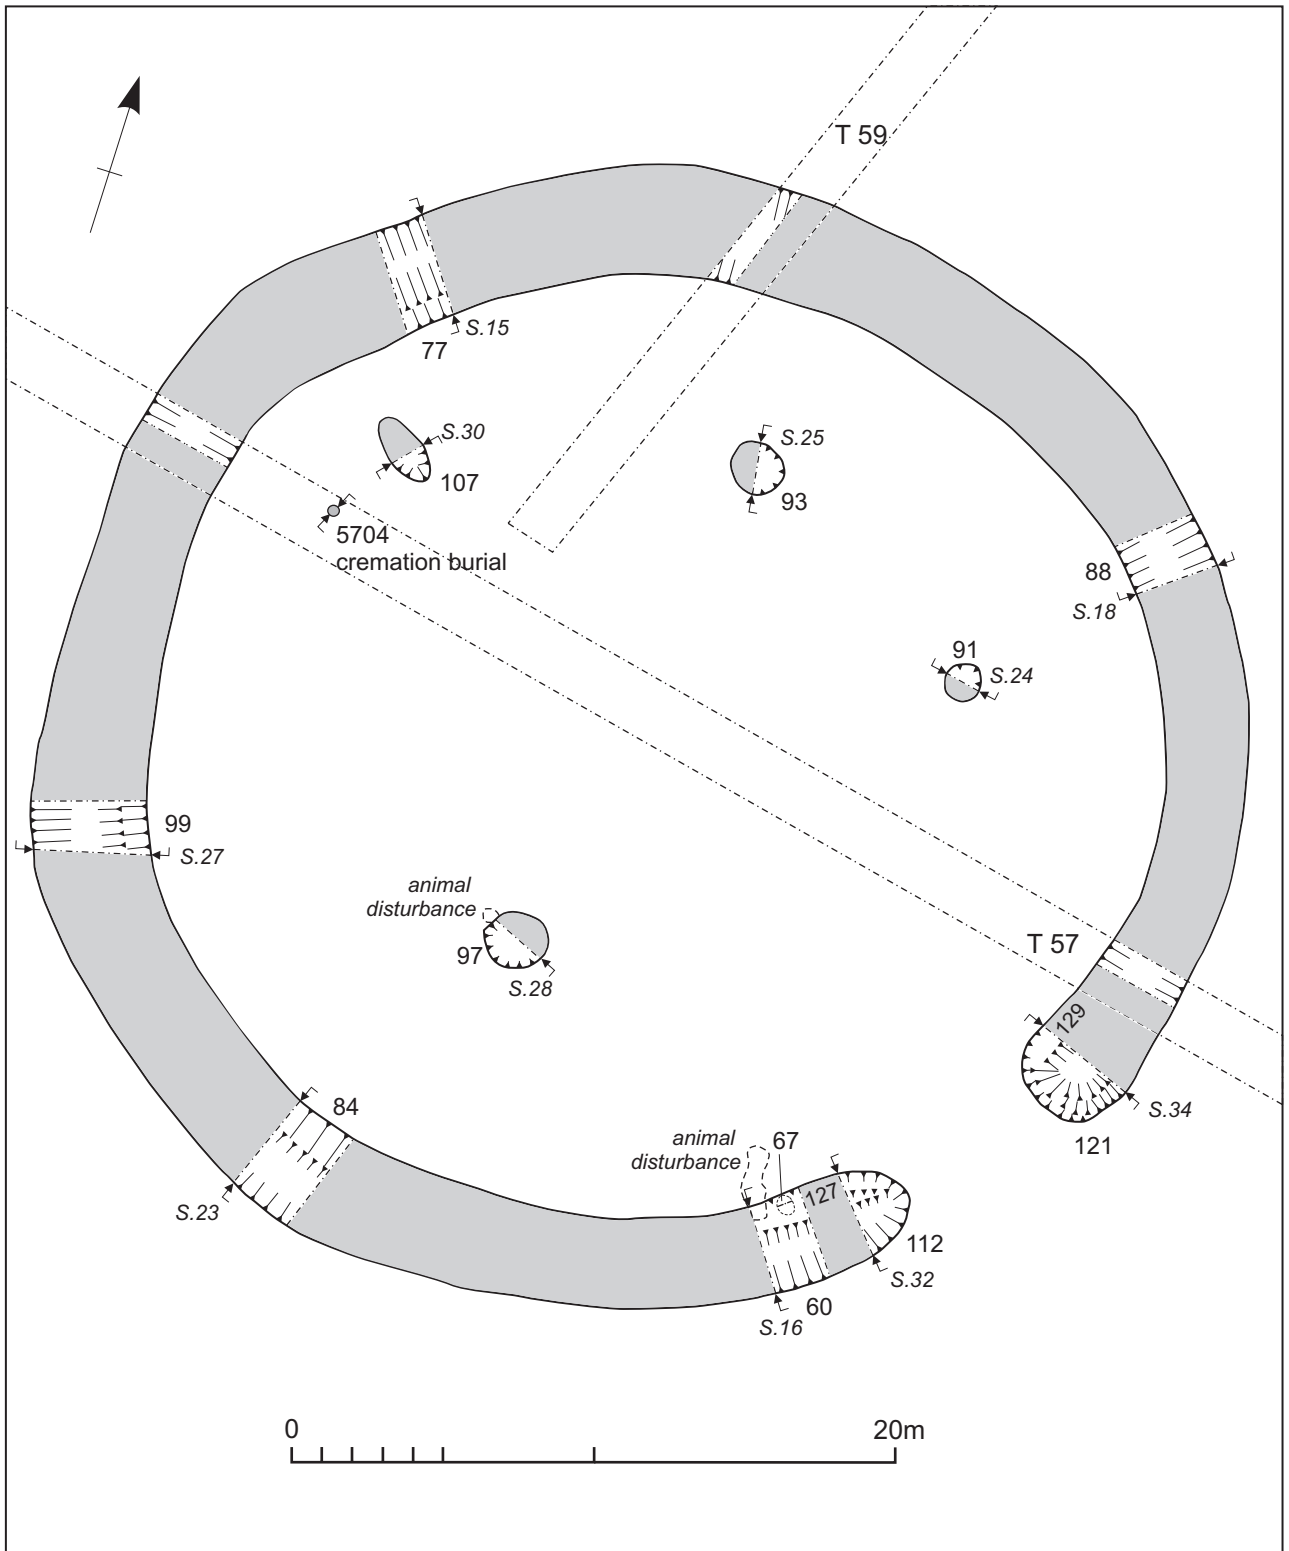 T 59
S.15
77
S.30
107
S.25
93
5704
cremation burial
88
S.18
91
S.24
99
S.27
animal
disturbance
97
S.28
T 57
129
S.34
121
84
S.23
animal
disturbance
67
127
112
S.32
60
S.16
0
20m